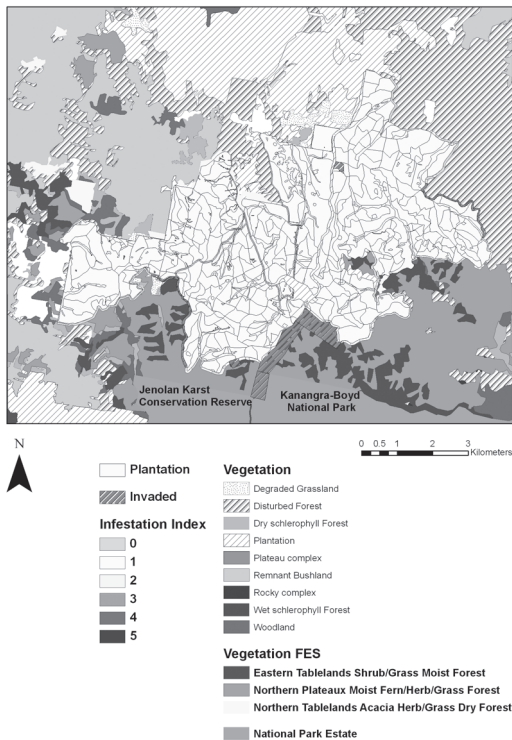 Jenolan Karst
Conservation Reserve
Kanangra-Boyd
National Park
N
0 0.5 1 2 3
Kilometers
Plantation
Invaded
Infestation Index
0
1
2
3
4
5
Vegetation
Degraded Grassland
Disturbed Forest
Dry schlerophyll Forest
Plantation
Plateau complex
Remnant Bushland
Rocky complex
Wet schlerophyll Forest
Woodland
Vegetation FES
Eastern Tablelands Shrub/Grass Moist Forest
Northern Plateaux Moist Fern/Herb/Grass Forest
Northern Tablelands Acacia Herb/Grass Dry Forest
National Park Estate